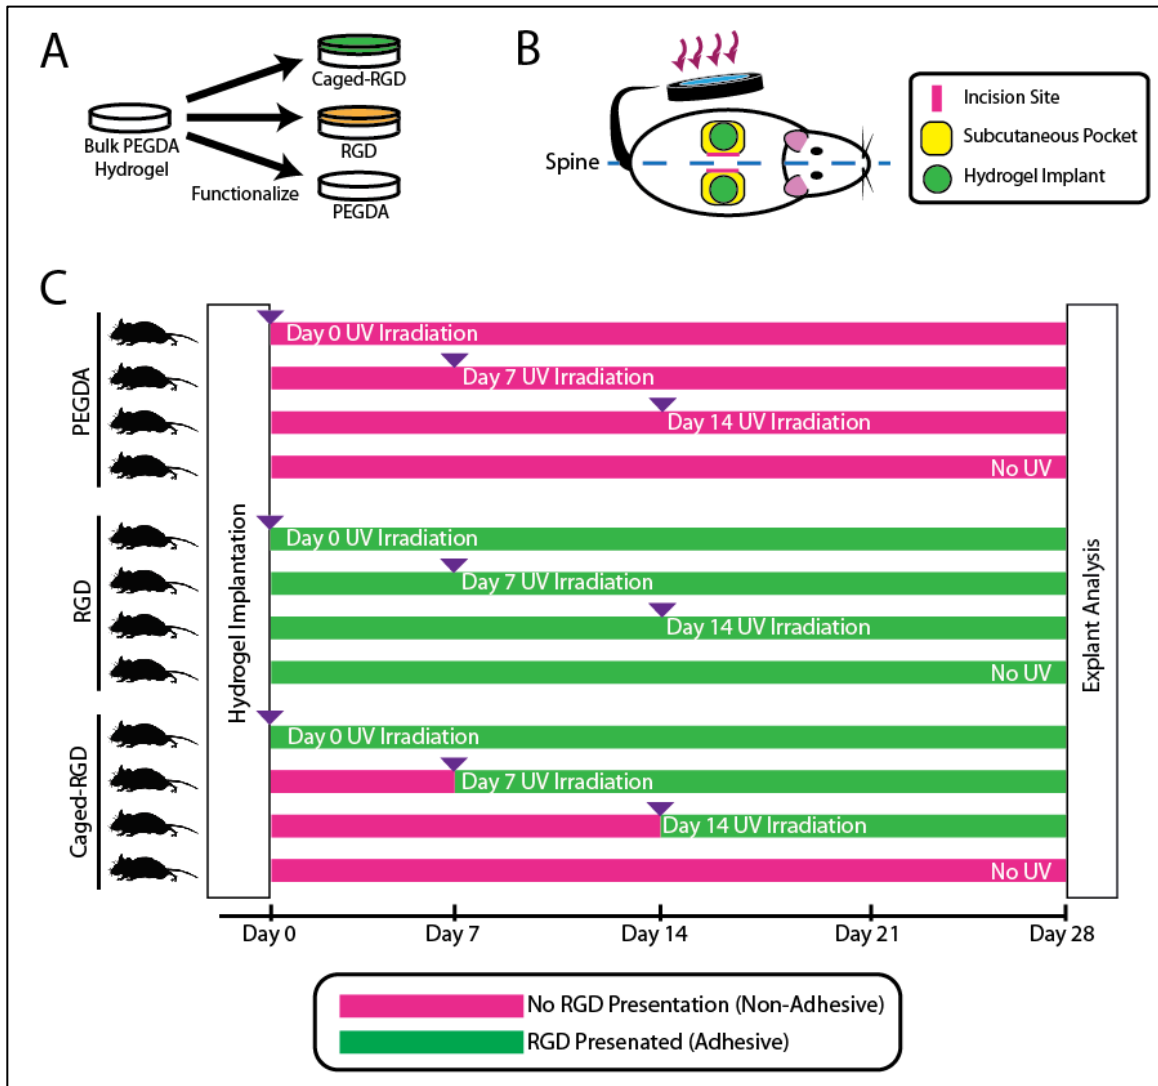 A
Caged-RGD
RGD
PEGDA
Bulk PEGDA
Hydrogel
Functionalize
B
Spine
Incision Site
Subcutaneous Pocket
Hydrogel Implant
C
PEGDA
Day 0 UV Irradiation
Day 7 UV Irradiation
Day 14 UV Irradiation
No UV
RGD
Day 0 UV Irradiation
Day 7 UV Irradiation
Day 14 UV Irradiation
No UV
Caged-RGD
Day 0 UV Irradiation
Day 7 UV Irradiation
Day 14 UV Irradiation
No UV
Hydrogel Implantation
Explant Analysis
Day 0
Day 7
Day 14
Day 21
Day 28
No RGD Presentation (Non-Adhesive)
RGD Presenated (Adhesive)